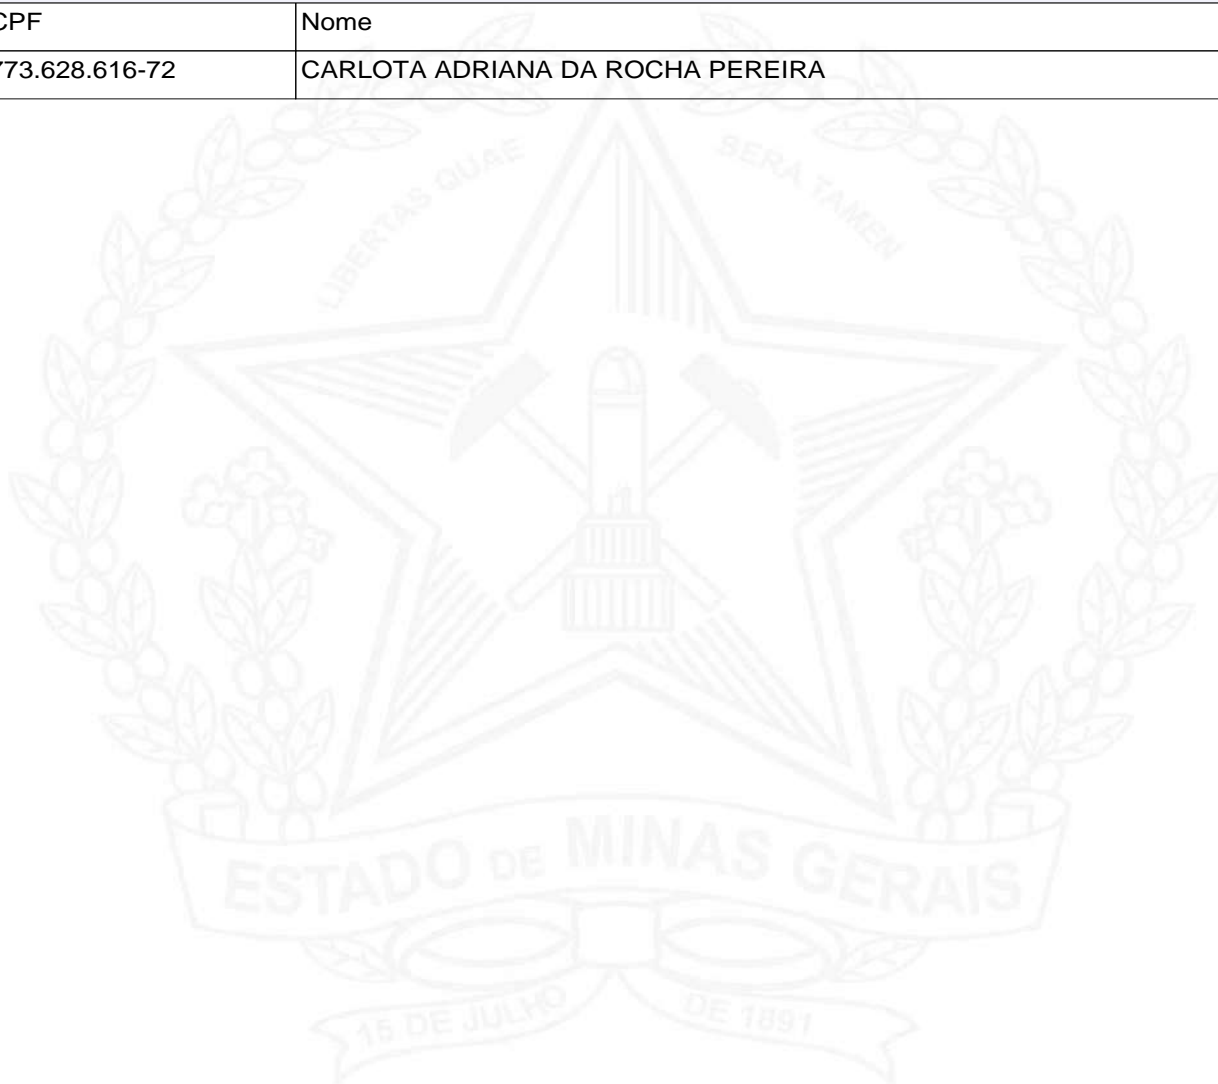 CPF Nome
773.628.616-72 CARLOTA ADRIANA DA ROCHA PEREIRA
LIBERTAS QUAE SERA TAMEN
ESTADO DE MINAS GERAIS
15 DE JULHO DE 1891